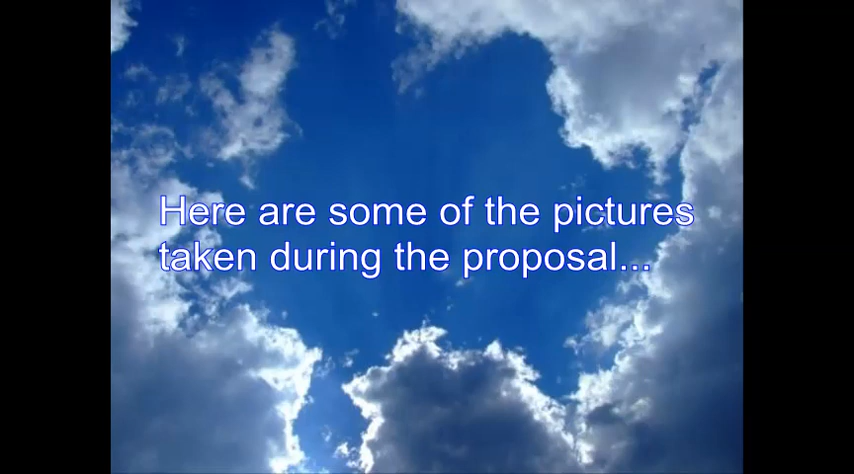 Here are some of the pictures
taken during the proposal...